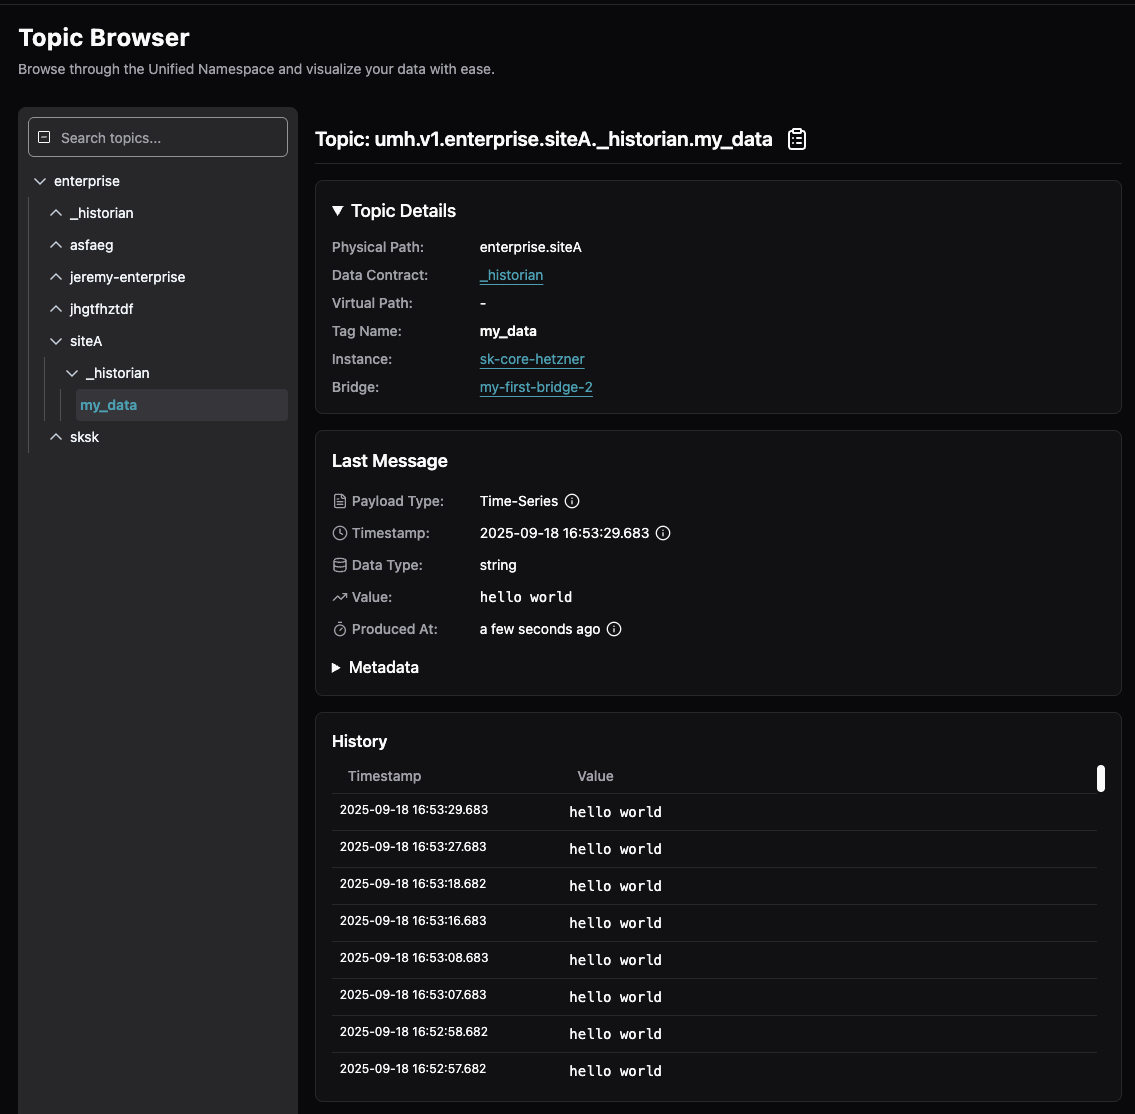 Topic Browser
Browse through the Unified Namespace and visualize your data with ease.
Search topics...
enterprise
_historian
asfaeg
jeremy-enterprise
jhgtfhztdf
siteA
_historian
my_data
sksk
Topic: umh.v1.enterprise.siteA._historian.my_data
Topic Details
Physical Path: enterprise.siteA
Data Contract: _historian
Virtual Path: -
Tag Name: my_data
Instance: sk-core-hetzner
Bridge: my-first-bridge-2
Last Message
Payload Type: Time-Series
Timestamp: 2025-09-18 16:53:29.683
Data Type: string
Value: hello world
Produced At: a few seconds ago
Metadata
History
Timestamp Value
2025-09-18 16:53:29.683 hello world
2025-09-18 16:53:27.683 hello world
2025-09-18 16:53:18.682 hello world
2025-09-18 16:53:16.683 hello world
2025-09-18 16:53:08.683 hello world
2025-09-18 16:53:07.683 hello world
2025-09-18 16:52:58.682 hello world
2025-09-18 16:52:57.682 hello world